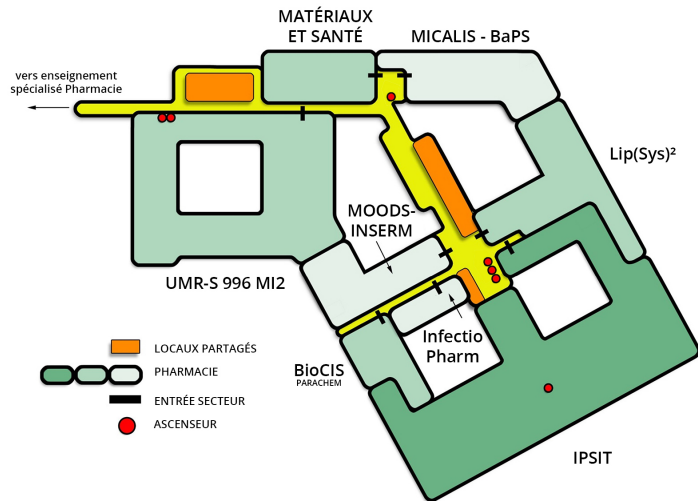 MATÉRIAUX
ET SANTÉ
MICALIS - BaPS
vers enseignement
spécialisé Pharmacie
Lip(Sys)²
MOODS-
INSERM
UMR-S 996 MI2
Infectio
Pharm
BioCIS
PARACHEM
LOCAUX PARTAGÉS
PHARMACIE
ENTRÉE SECTEUR
ASCENSEUR
IPSIT